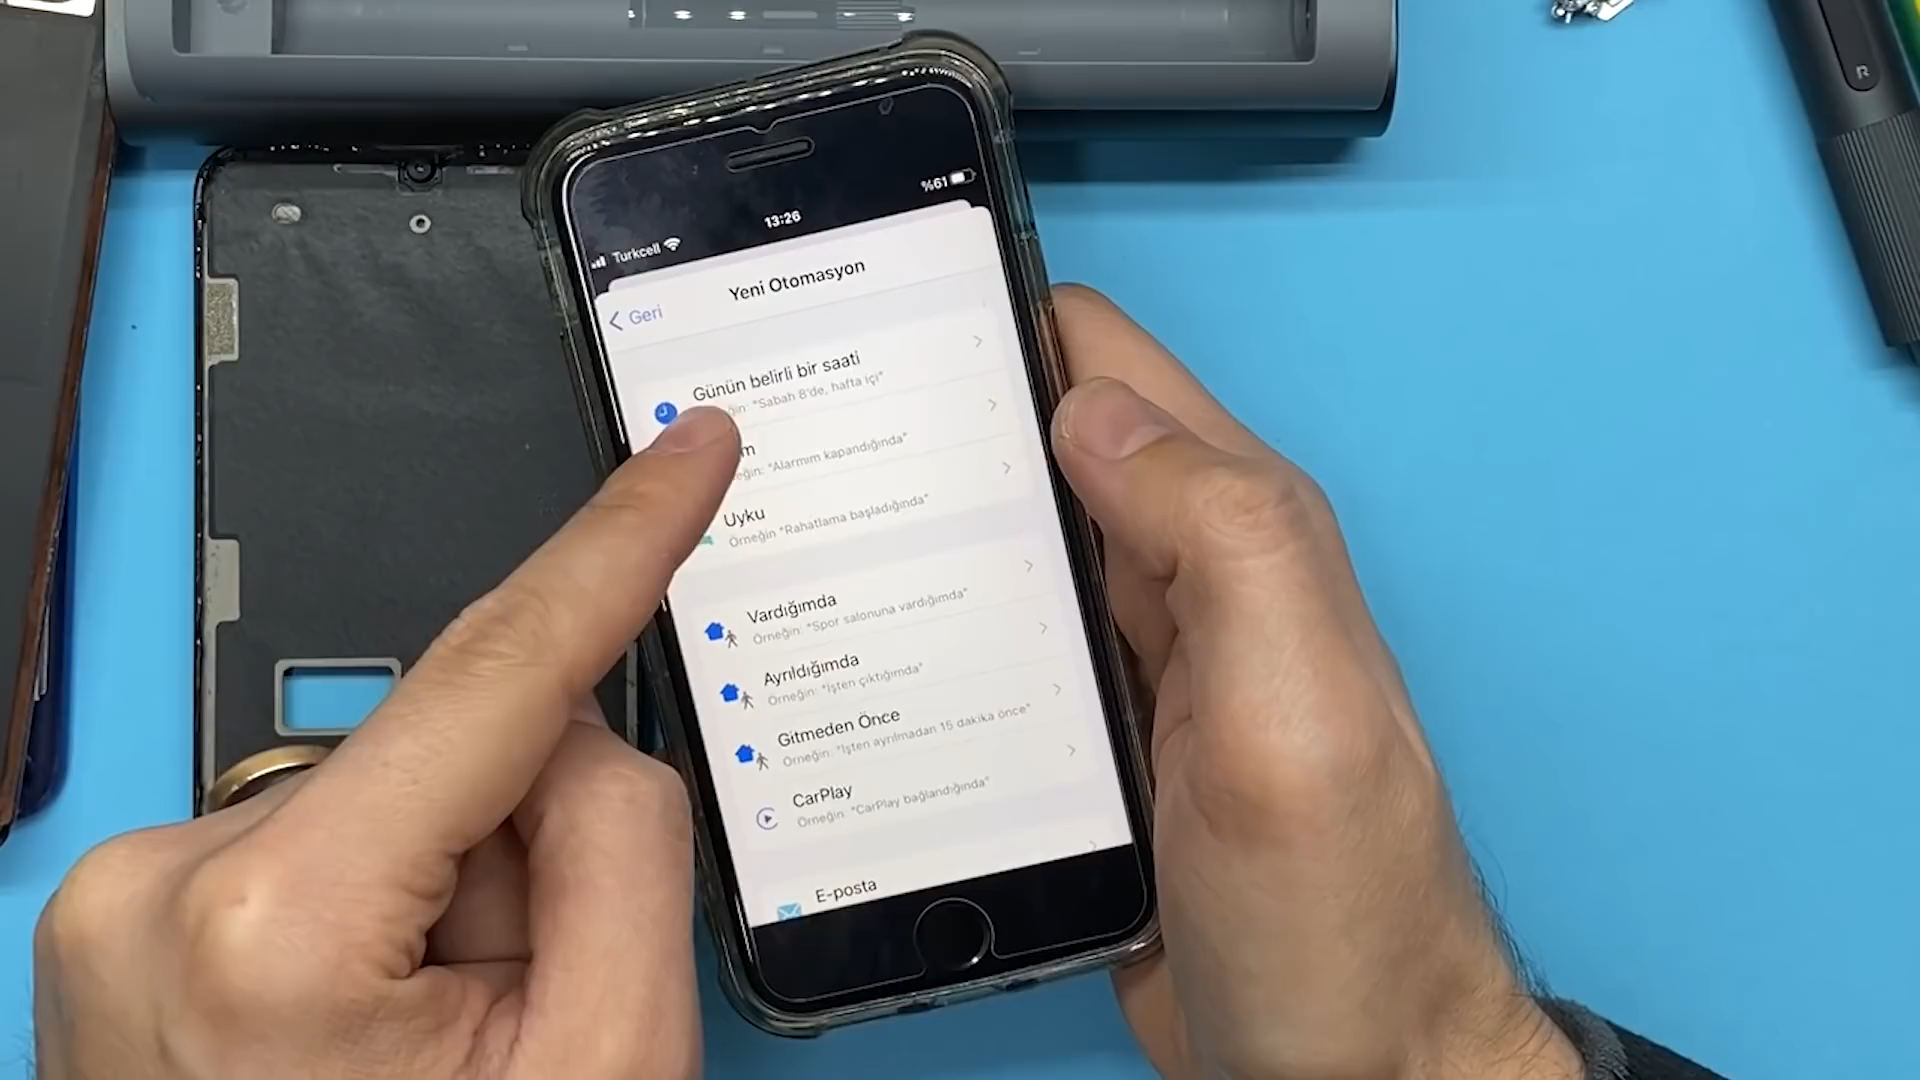 %61
13:26
Turkcell
Geri
Yeni Otomasyon
Günün belirli bir saati
"Sabah 8'de, hafta içi"
"Alarmım kapandığında"
Uyku
Örneğin "Rahatlama başladığında"
Vardığımda
Örneğin: "Spor salonuna vardığımda"
Ayrıldığımda
Örneğin: "İşten çıktığımda"
Gitmeden Önce
Örneğin: "İşten ayrılmadan 15 dakika önce"
CarPlay
Örneğin: "CarPlay bağlandığında"
E-posta
R